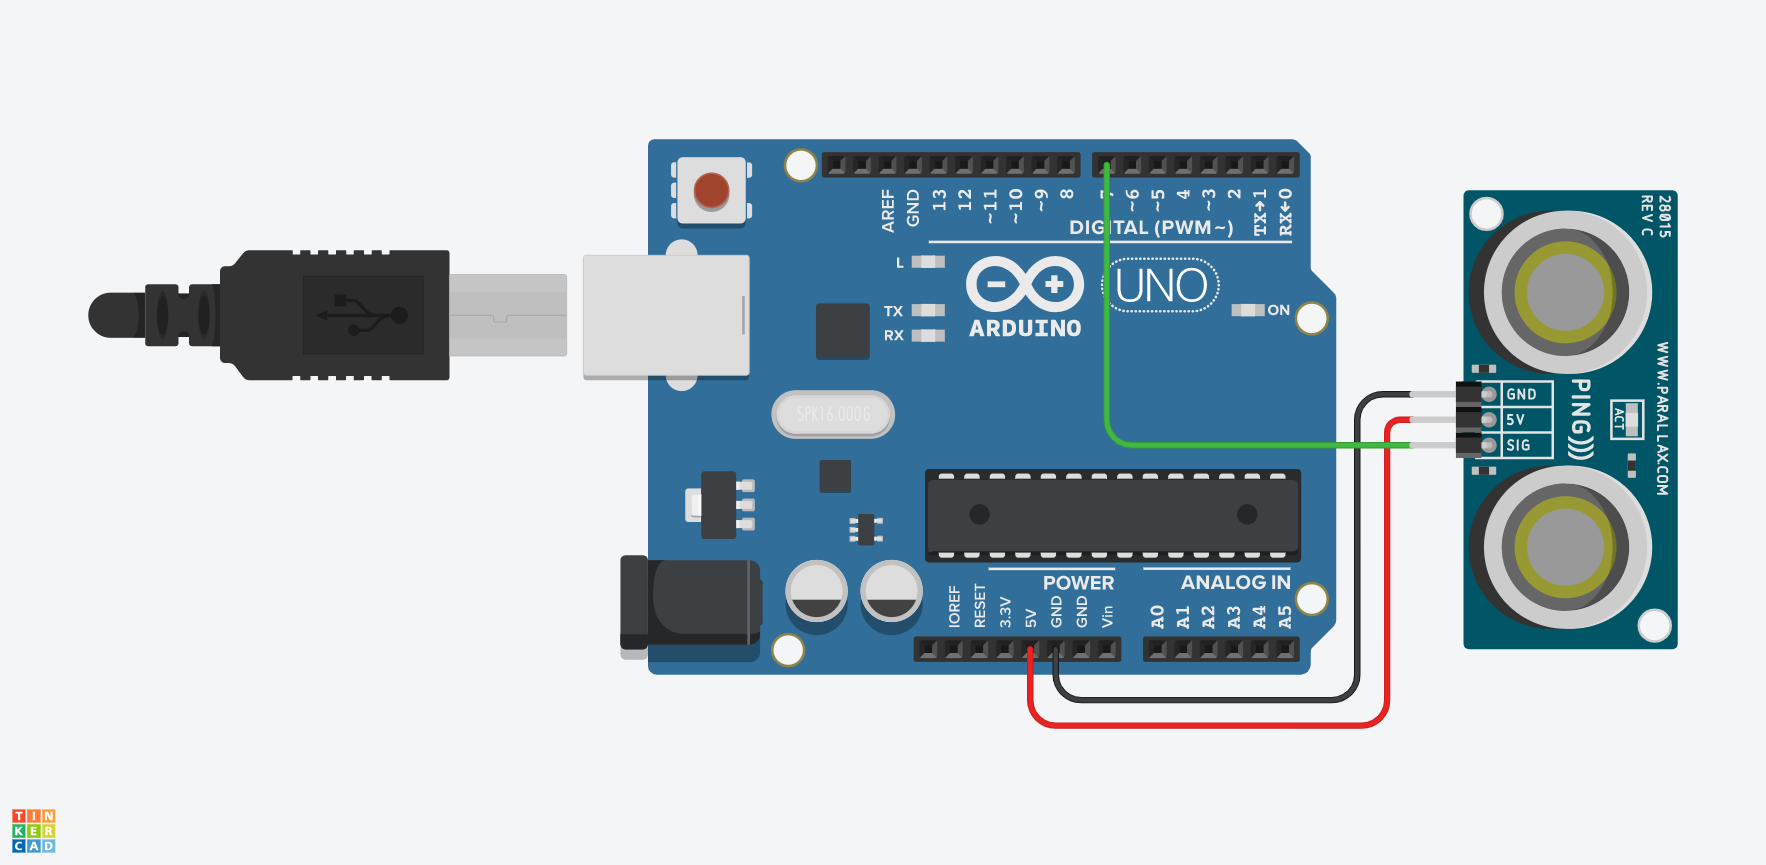 AREF
GND
13
12
~11
~10
~9
8
7
~6
~5
4
~3
2
TX→1
RX←0
DIGITAL (PWM~)
L
TX
RX
ARDUINO
UNO
ON
SPK16.000G
POWER
ANALOG IN
IOREF
RESET
3.3V
5V
GND
GND
Vin
A0
A1
A2
A3
A4
A5
28015
REV C
WWW.PARALLAX.COM
PING)))
ACT
GND
5V
SIG
TIN
KER
CAD